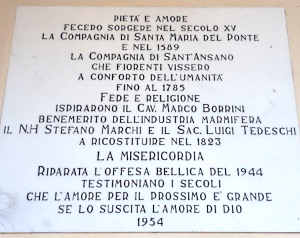 PIETA' E AMORE
FECERO SORGERE NEL SECOLO XV
LA COMPAGNIA DI SANTA MARIA DEL PONTE
E NEL 1589
LA COMPAGNIA DI SANT'ANSANO
CHE FIORENTI VISSERO
A CONFORTO DELL'UMANITA'
FINO AL 1785
FEDE E RELIGIONE
ISPIRARONO IL CAV. MARCO BORRINI
BENEMERITO DELL'INDUSTRIA MARMIFERA
IL N.H STEFANO MARCHI E IL SAC. LUIGI TEDESCHI
A RICOSTITUIRE NEL 1823
LA MISERICORDIA
RIPARATA L'OFFESA BELLICA DEL 1944
TESTIMONIANO I SECOLI
CHE L'AMORE PER IL PROSSIMO E' GRANDE
SE LO SUSCITA L'AMORE DI DIO
1954